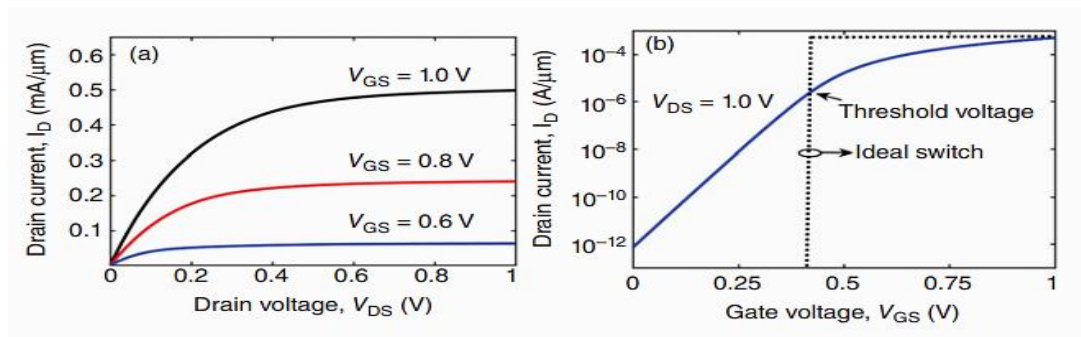 (a)
Drain current, I_D (mA/μm)
0.6
0.5
0.4
0.3
0.2
0.1
V_GS = 1.0 V
V_GS = 0.8 V
V_GS = 0.6 V
0 0.2 0.4 0.6 0.8 1
Drain voltage, V_DS (V)
(b)
Drain current, I_D (A/μm)
10⁻⁴
10⁻⁶
10⁻⁸
10⁻¹⁰
10⁻¹²
V_DS = 1.0 V
Threshold voltage
Ideal switch
0 0.25 0.5 0.75 1
Gate voltage, V_GS (V)